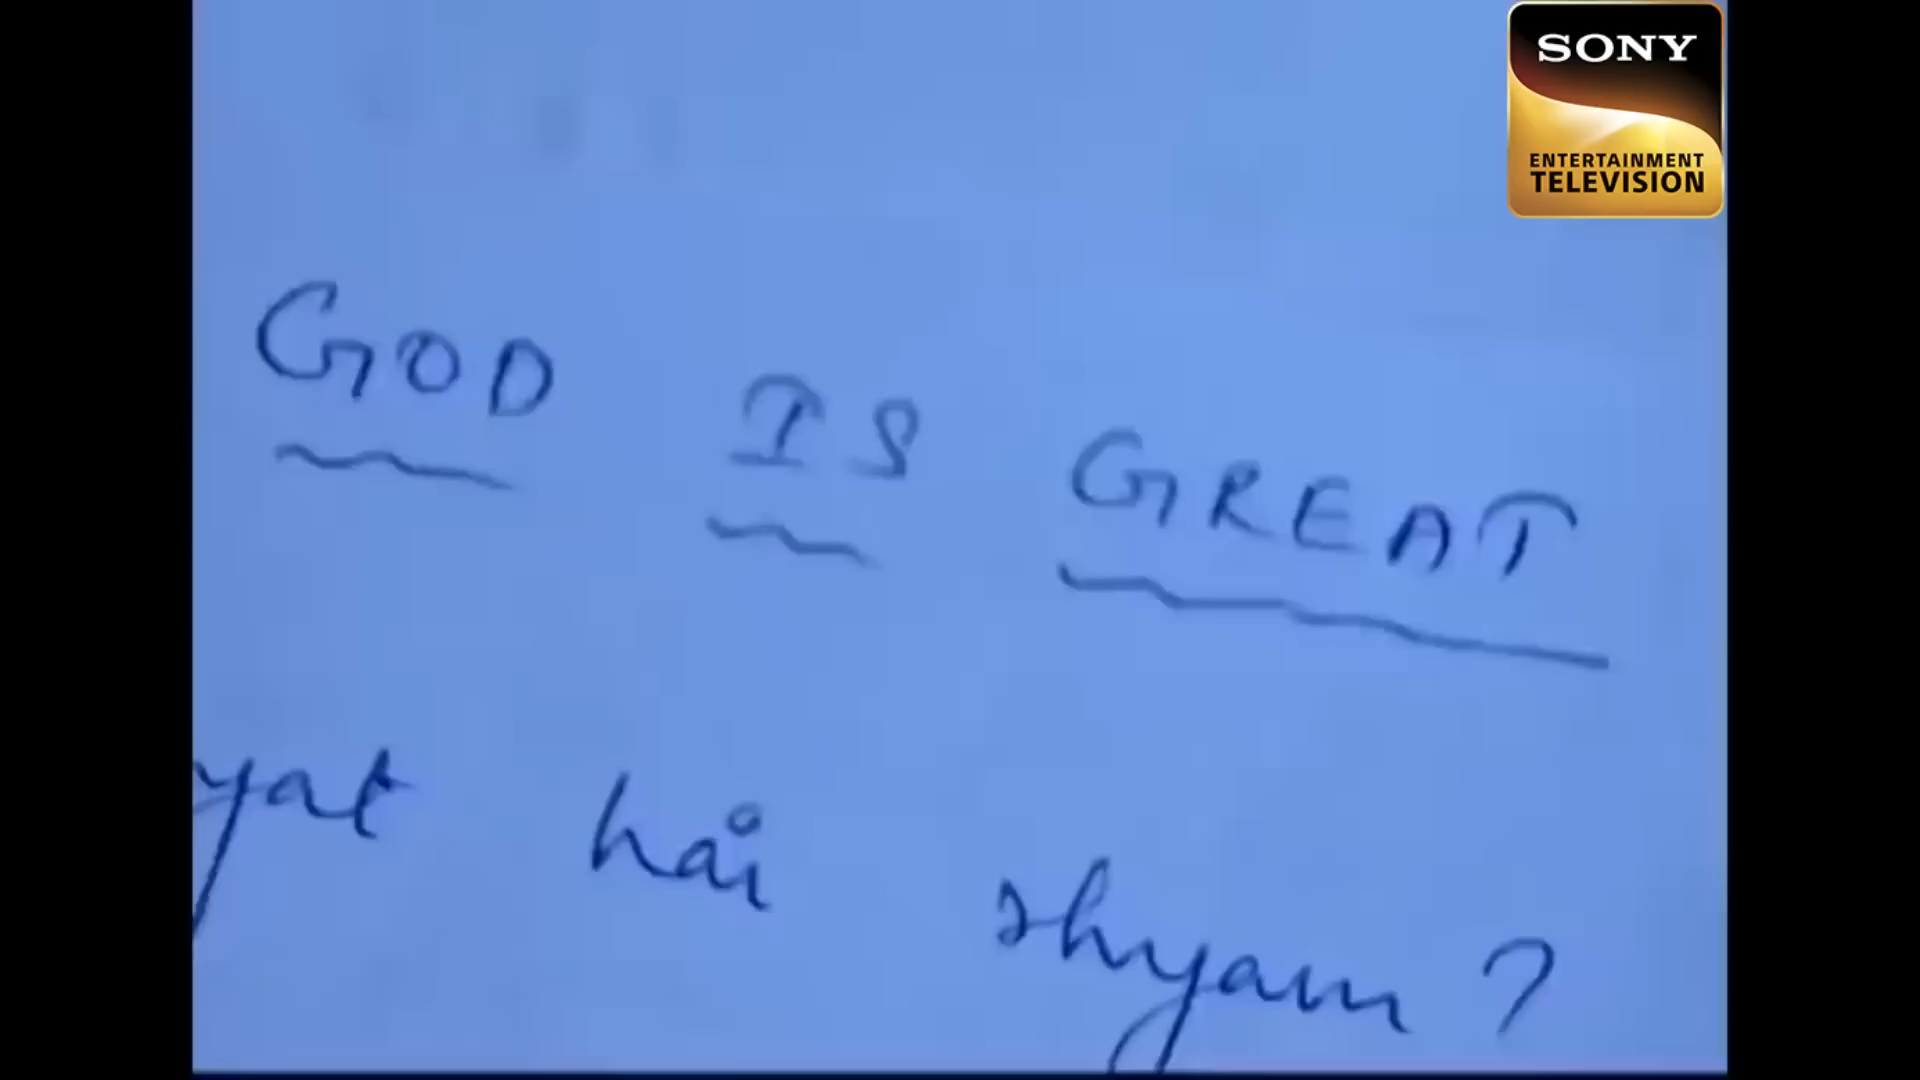 SONY
ENTERTAINMENT
TELEVISION
GOD IS GREAT
yat hai shyam?